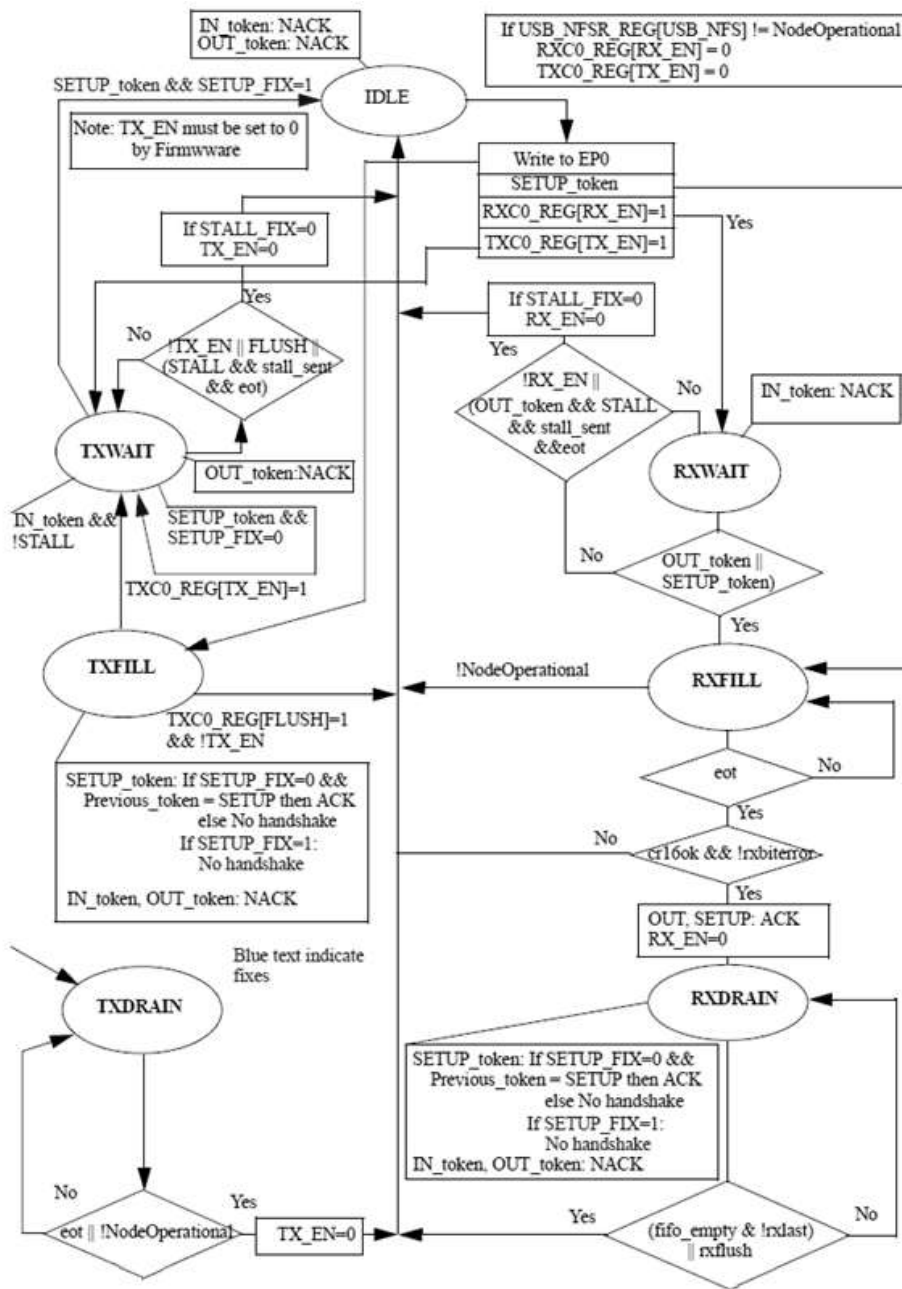 IN_token: NACK
OUT_token: NACK
If USB_NFSR_REG[USB_NFS] != NodeOperational
RXC0_REG[RX_EN] = 0
TXC0_REG[TX_EN] = 0
SETUP_token && SETUP_FIX=1
IDLE
Note: TX_EN must be set to 0
by Firmwware
Write to EP0
SETUP_token
RXC0_REG[RX_EN]=1
TXC0_REG[TX_EN]=1
Yes
If STALL_FIX=0
TX_EN=0
Yes
No
!TX_EN || FLUSH ||
(STALL && stall_sent
&& eot)
If STALL_FIX=0
RX_EN=0
Yes
No
!RX_EN ||
(OUT_token && STALL
&& stall_sent
&&eot
IN_token: NACK
TXWAIT
OUT_token:NACK
RXWAIT
IN_token &&
!STALL
SETUP_token &&
SETUP_FIX=0
No
OUT_token ||
SETUP_token)
TXC0_REG[TX_EN]=1
Yes
TXFILL
!NodeOperational
RXFILL
TXC0_REG[FLUSH]=1
&& !TX_EN
eot
No
Yes
SETUP_token: If SETUP_FIX=0 &&
Previous_token = SETUP then ACK
else No handshake
If SETUP_FIX=1:
No handshake
IN_token, OUT_token: NACK
No
cr16ok && !rxbiterror
Yes
OUT, SETUP: ACK
RX_EN=0
Blue text indicate
fixes
TXDRAIN
RXDRAIN
SETUP_token: If SETUP_FIX=0 &&
Previous_token = SETUP then ACK
else No handshake
If SETUP_FIX=1:
No handshake
IN_token, OUT_token: NACK
No
eot || !NodeOperational
Yes
TX_EN=0
Yes
(fifo_empty & !rxlast)
|| rxflush
No